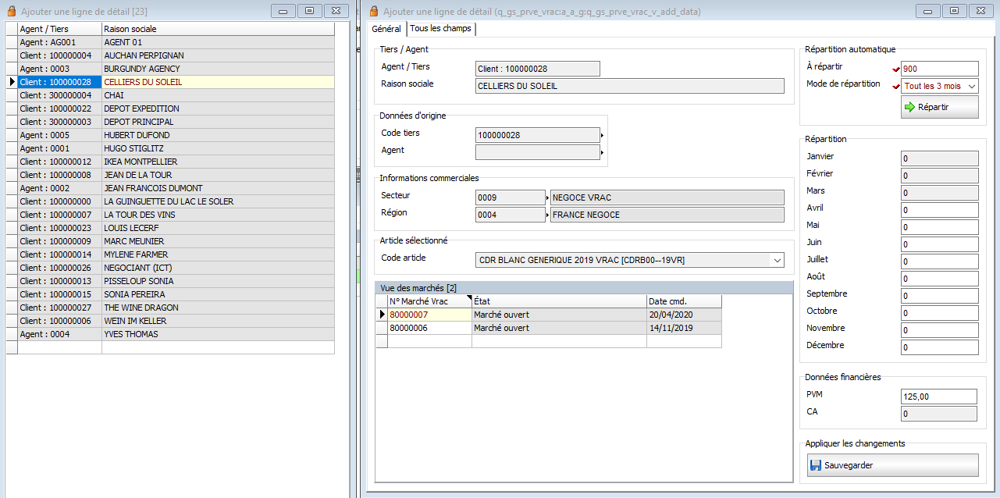 Ajouter une ligne de détail [23]
Agent / Tiers Raison sociale
Agent : AG001 AGENT 01
Client : 100000004 AUCHAN PERPIGNAN
Agent : 0003 BURGUNDY AGENCY
Client : 100000028 CELLIERS DU SOLEIL
Client : 300000004 CHAI
Client : 100000022 DEPOT EXPEDITION
Client : 300000003 DEPOT PRINCIPAL
Agent : 0005 HUBERT DUFOND
Agent : 0001 HUGO STIGLITZ
Client : 100000012 IKEA MONTPELLIER
Client : 100000008 JEAN DE LA TOUR
Agent : 0002 JEAN FRANCOIS DUMONT
Client : 100000000 LA GUINGUETTE DU LAC LE SOLER
Client : 100000007 LA TOUR DES VINS
Client : 100000023 LOUIS LECERF
Client : 100000009 MARC MEUNIER
Client : 100000014 MYLENE FARMER
Client : 100000026 NEGOCIANT (ICT)
Client : 100000013 PISSELOUP SONIA
Client : 100000015 SONIA PEREIRA
Client : 100000027 THE WINE DRAGON
Client : 100000006 WEIN IM KELLER
Agent : 0004 YVES THOMAS
Ajouter une ligne de détail (q_gs_prve_vrac:a_a_g:q_gs_prve_vrac_v_add_data)
Général Tous les champs
Tiers / Agent
Agent / Tiers Client : 100000028
Raison sociale CELLIERS DU SOLEIL
Données d'origine
Code tiers 100000028
Agent
Informations commerciales
Secteur 0009 NEGOCE VRAC
Région 0004 FRANCE NEGOCE
Article sélectionné
Code article CDR BLANC GENERIQUE 2019 VRAC [CDRB00--19VR]
Vue des marchés [2]
N° Marché Vrac État Date cmd.
80000007 Marché ouvert 20/04/2020
80000006 Marché ouvert 14/11/2019
Répartition automatique
À répartir 900
Mode de répartition Tout les 3 mois
Répartir
Répartition
Janvier 0
Février 0
Mars 0
Avril 0
Mai 0
Juin 0
Juillet 0
Août 0
Septembre 0
Octobre 0
Novembre 0
Décembre 0
Données financières
PVM 125,00
CA 0
Appliquer les changements
Sauvegarder